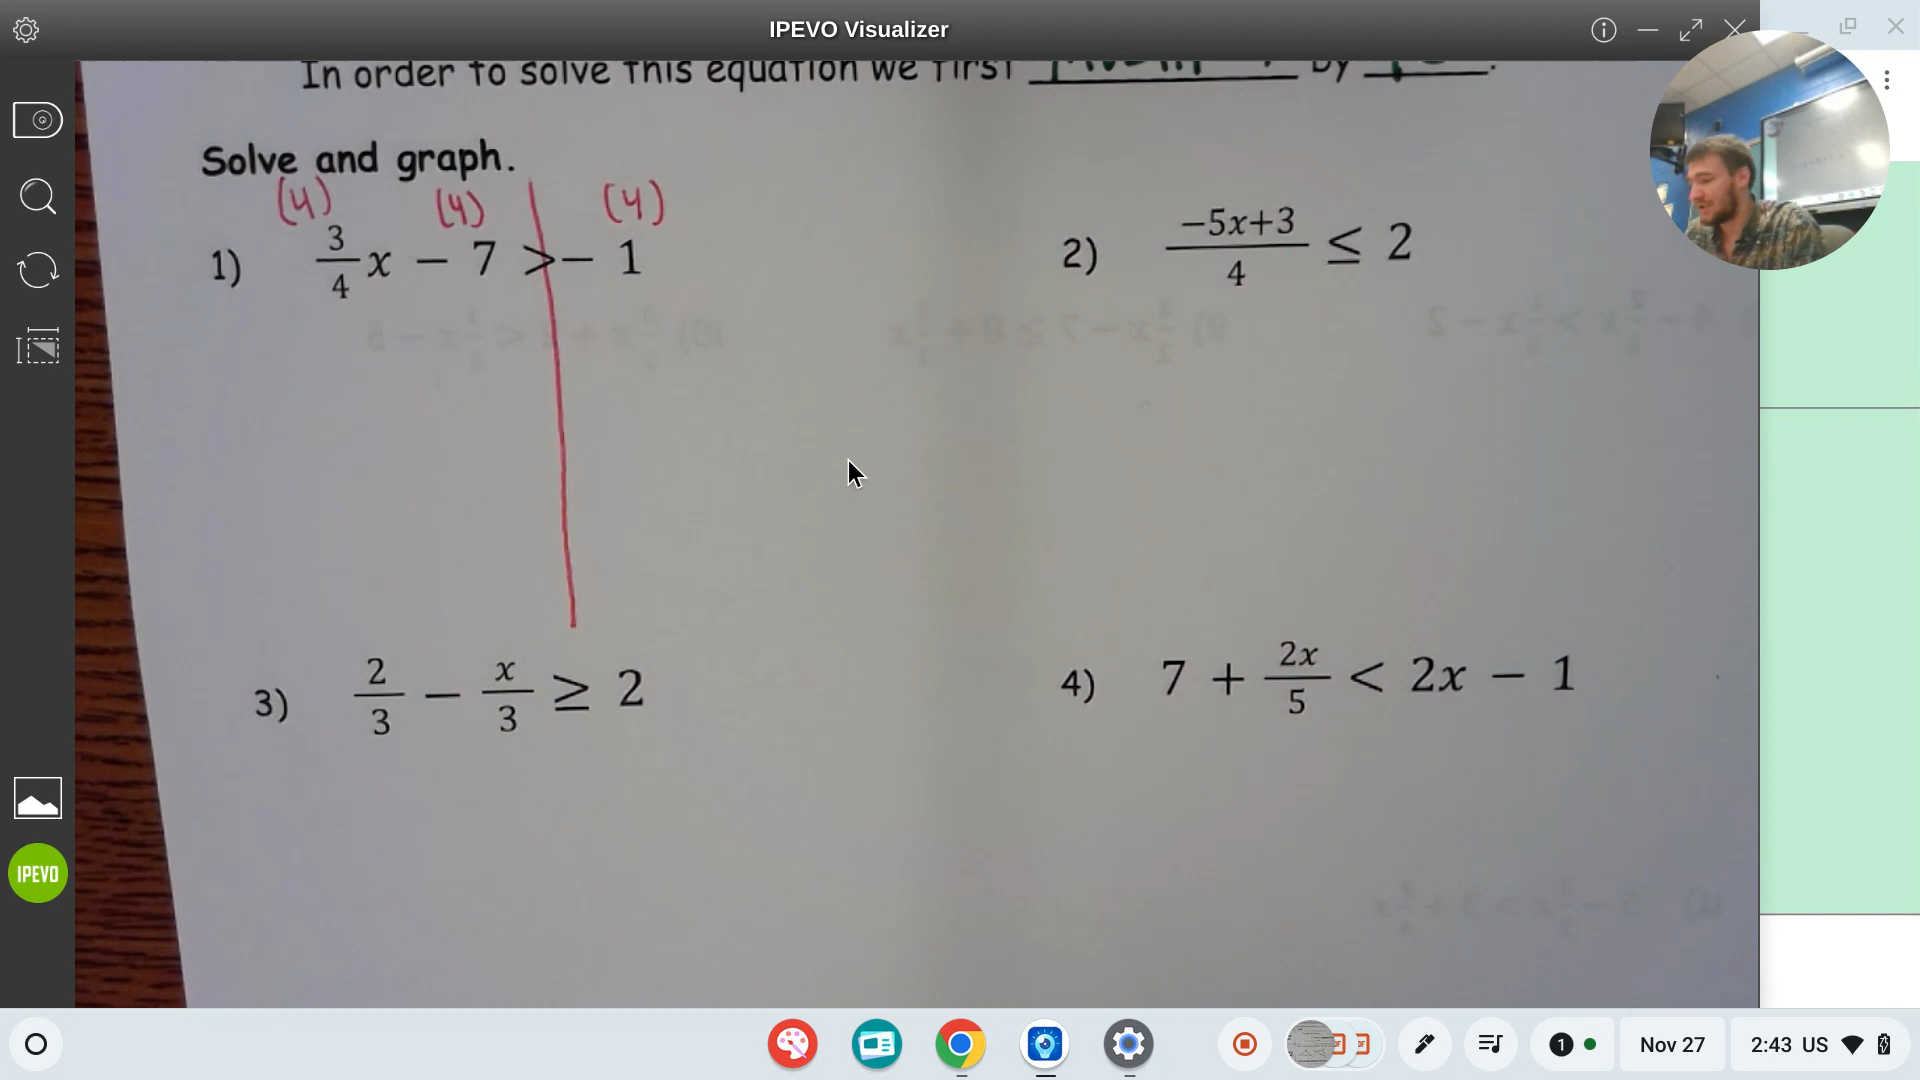 IPEVO Visualizer
In order to solve this equation we first by
Solve and graph.
(4) (4) (4)
1) 3/4 x − 7 > − 1
2) −5x+3/4 ≤ 2
3) 2/3 − x/3 ≥ 2
4) 7 + 2x/5 < 2x − 1
IPEVO
1
Nov 27
2:43 US